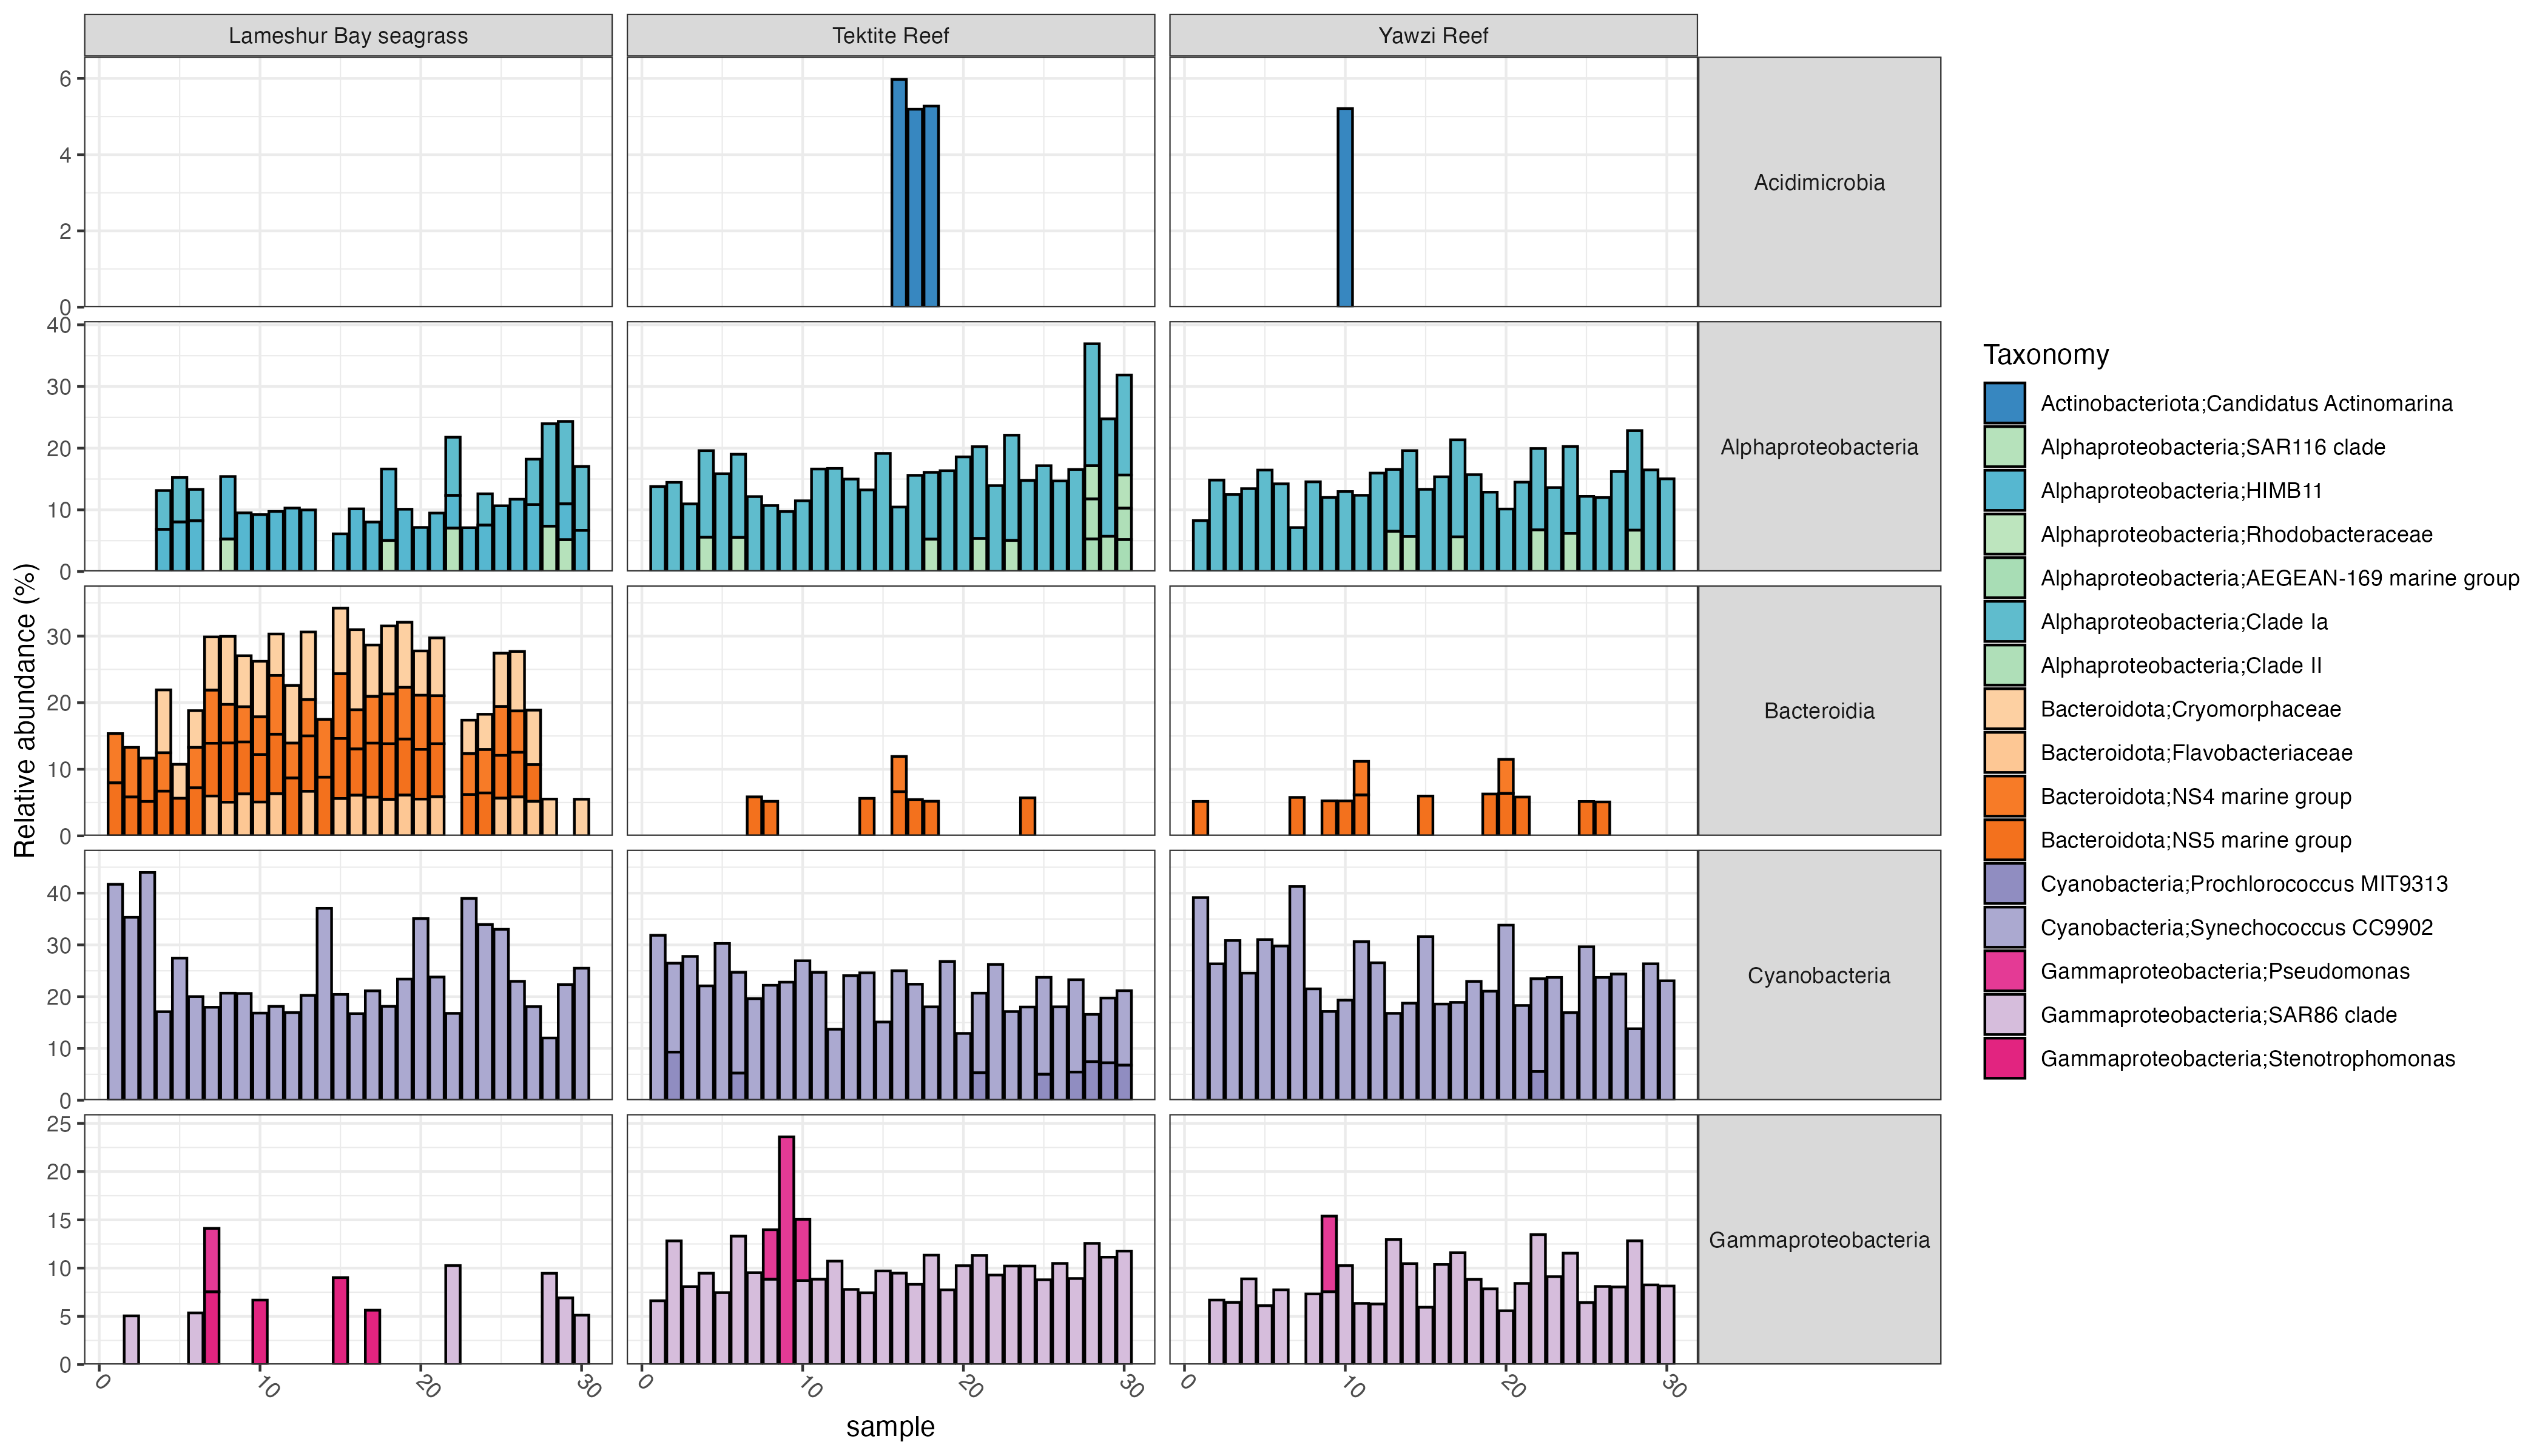 Lameshur Bay seagrass
Tektite Reef
Yawzi Reef
6
4
2
0
Acidimicrobia
40
30
20
10
0
Alphaproteobacteria
30
20
10
0
Bacteroidia
40
30
20
10
0
Cyanobacteria
25
20
15
10
5
0
Gammaproteobacteria
0 10 20 30
0 10 20 30
0 10 20 30
sample
Relative abundance (%)
Taxonomy
Actinobacteriota;Candidatus Actinomarina
Alphaproteobacteria;SAR116 clade
Alphaproteobacteria;HIMB11
Alphaproteobacteria;Rhodobacteraceae
Alphaproteobacteria;AEGEAN-169 marine group
Alphaproteobacteria;Clade Ia
Alphaproteobacteria;Clade II
Bacteroidota;Cryomorphaceae
Bacteroidota;Flavobacteriaceae
Bacteroidota;NS4 marine group
Bacteroidota;NS5 marine group
Cyanobacteria;Prochlorococcus MIT9313
Cyanobacteria;Synechococcus CC9902
Gammaproteobacteria;Pseudomonas
Gammaproteobacteria;SAR86 clade
Gammaproteobacteria;Stenotrophomonas